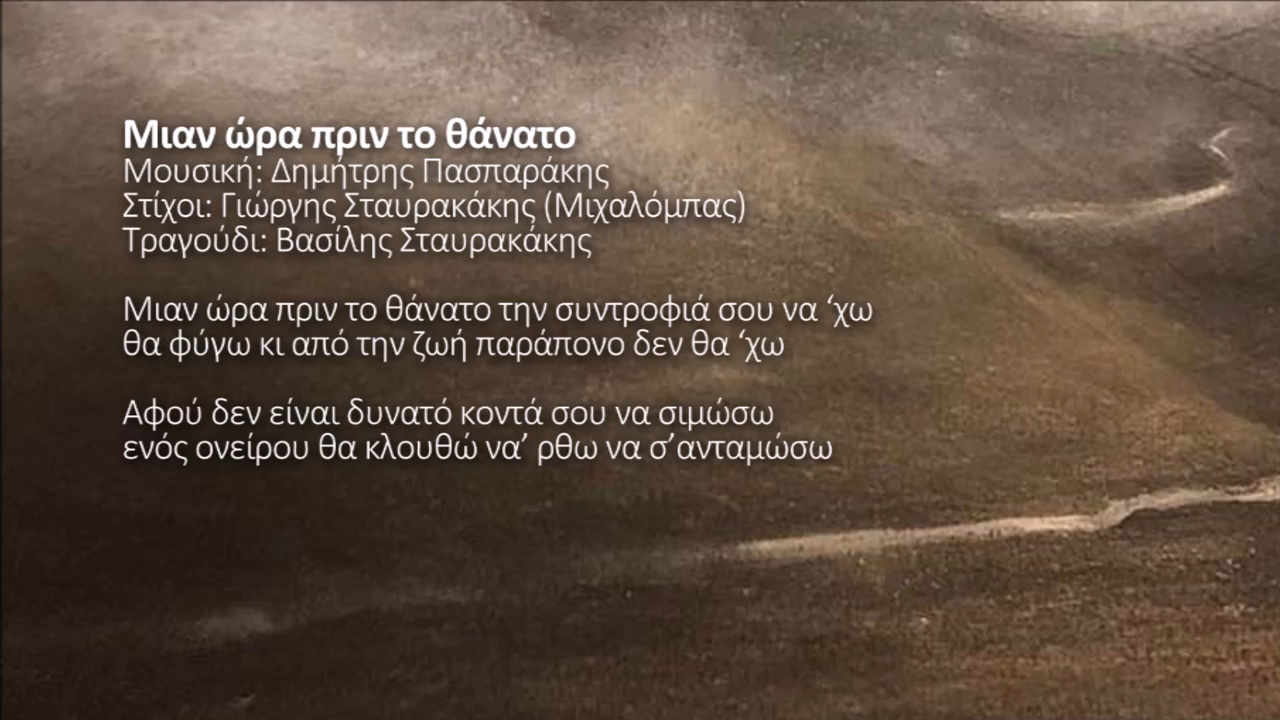 Μιαν ώρα πριν το θάνατο
Μουσική: Δημήτρης Πασπαράκης
Στίχοι: Γιώργης Σταυρακάκης (Μιχαλόμπας)
Τραγούδι: Βασίλης Σταυρακάκης
Μιαν ώρα πριν το θάνατο την συντροφιά σου να ‘χω
θα φύγω κι από την ζωή παράπονο δεν θα ‘χω
Αφού δεν είναι δυνατό κοντά σου να σιμώσω
ενός ονείρου θα κλουθώ να’ ρθω να σ’ανταμώσω